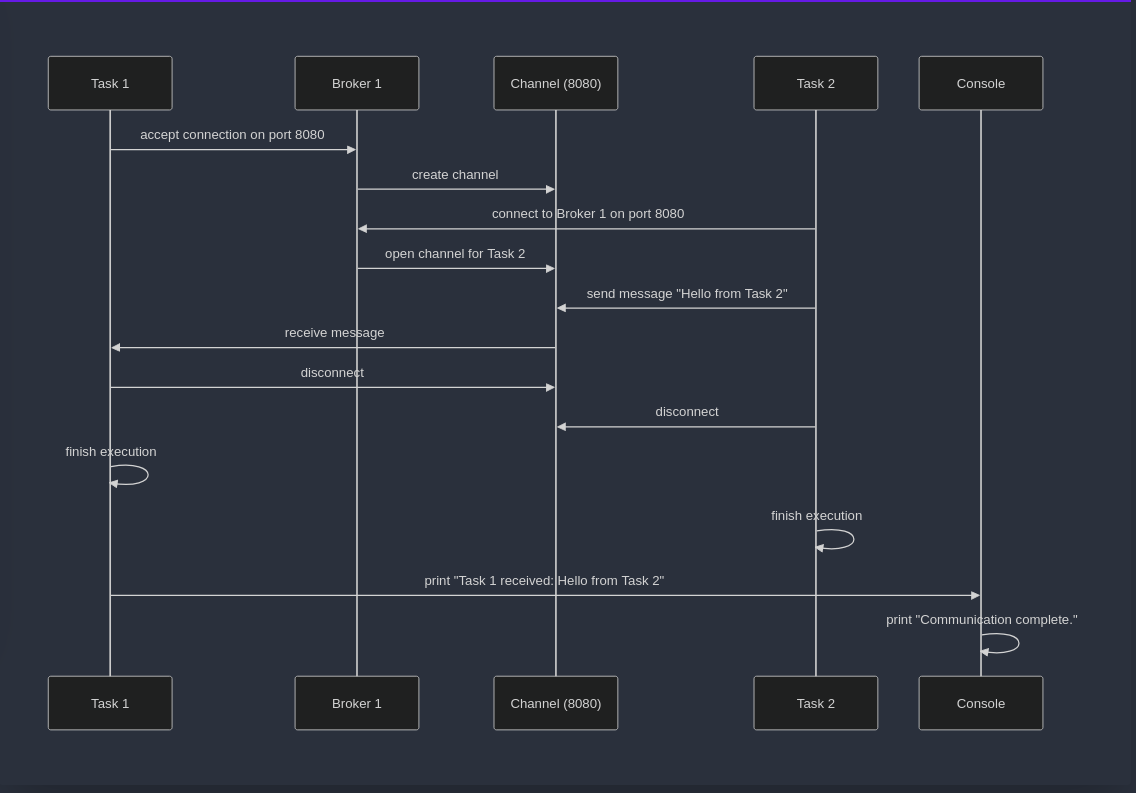 Task 1
Broker 1
Channel (8080)
Task 2
Console
accept connection on port 8080
create channel
connect to Broker 1 on port 8080
open channel for Task 2
send message "Hello from Task 2"
receive message
disconnect
disconnect
finish execution
finish execution
print "Task 1 received: Hello from Task 2"
print "Communication complete."
Task 1
Broker 1
Channel (8080)
Task 2
Console